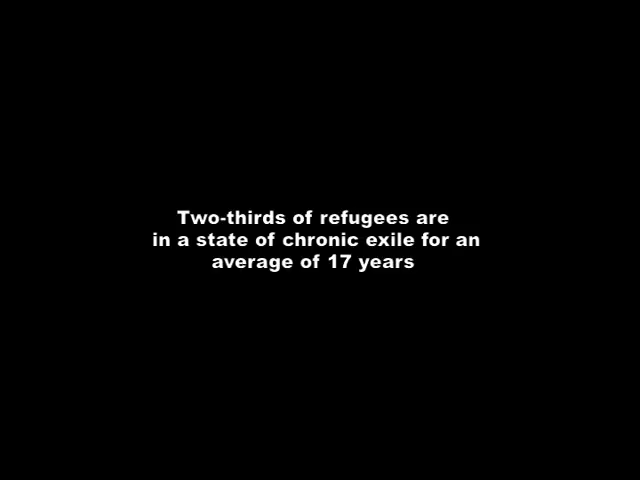 Two-thirds of refugees are
in a state of chronic exile for an
average of 17 years